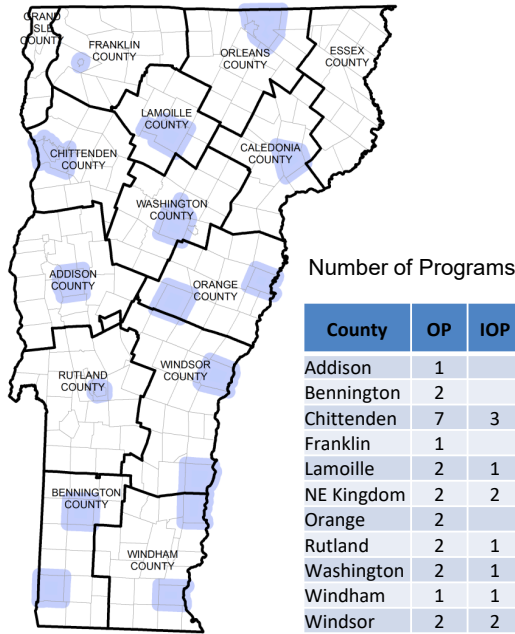 GRAND
ISLE
COUNTY
FRANKLIN
COUNTY
ORLEANS
COUNTY
ESSEX
COUNTY
LAMOILLE
COUNTY
CHITTENDEN
COUNTY
CALEDONIA
COUNTY
WASHINGTON
COUNTY
ADDISON
COUNTY
ORANGE
COUNTY
RUTLAND
COUNTY
WINDSOR
COUNTY
BENNINGTON
COUNTY
WINDHAM
COUNTY
Number of Programs
County OP IOP
Addison 1
Bennington 2
Chittenden 7 3
Franklin 1
Lamoille 2 1
NE Kingdom 2 2
Orange 2
Rutland 2 1
Washington 2 1
Windham 1 1
Windsor 2 2